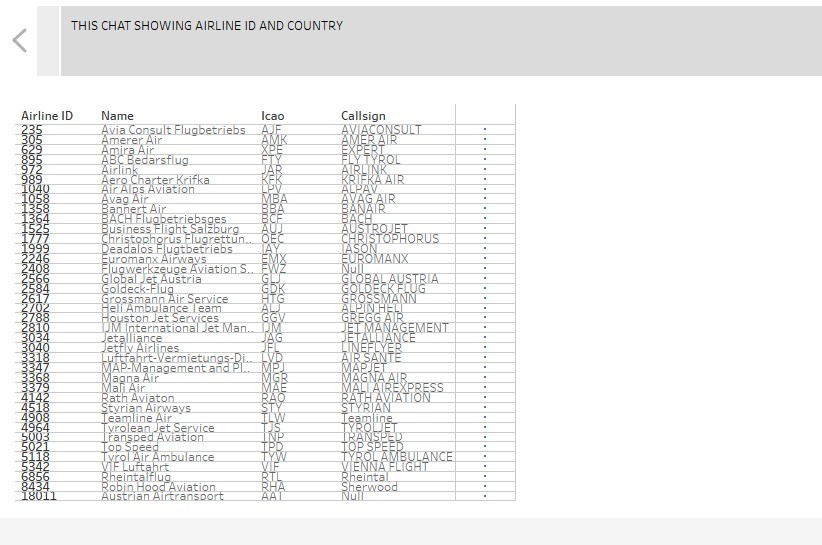 THIS CHAT SHOWING AIRLINE ID AND COUNTRY
Airline ID Name Icao Callsign
235 Avia Consult Flugbetriebs AJF AVIACONSULT
305 Amerer Air AMK AMER AIR
629 Amira Air XPE EXPERT
895 ABC Bedarsflug FTY FLY TYROL
972 Airlink JAR AIRLINK
989 Aero Charter Krifka KFK KRIFKA AIR
1040 Air Alps Aviation LPV ALPAV
1058 Avag Air MBA AVAG AIR
1358 Bannert Air BBA BANAIR
1364 BACH Flugbetriebsges BCF BACH
1525 Business Flight Salzburg AUJ AUSTROJET
1777 Christophorus Flugrettun.. OEC CHRISTOPHORUS
1999 Deadalos Flugtbetriebs IAY IASON
2246 Euromanx Airways EMX EUROMANX
2408 Flugwerkzeuge Aviation S.. FWZ Null
2566 Global Jet Austria GLJ GLOBAL AUSTRIA
2584 Goldeck-Flug GDK GOLDECK FLUG
2617 Grossmann Air Service HTG GROSSMANN
2702 Heli Ambulance Team ALJ ALPIN HELI
2788 Houston Jet Services GGV GREGG AIR
2810 IJM International Jet Man.. IJM JET MANAGEMENT
3034 Jetalliance JAG JETALLIANCE
3040 Jetfly Airlines JFL LINEFLYER
3318 Luftfahrt-Vermietungs-Di.. LVD AIR SANTE
3347 MAP-Management and Pl.. MPJ MAPJET
3368 Magna Air MGR MAGNA AIR
3379 Mali Air MAE MALI AIREXPRESS
4142 Rath Aviaton RAQ RATH AVIATION
4518 Styrian Airways STY STYRIAN
4908 Teamline Air TLW Teamline
4964 Tyrolean Jet Service TJS TYROLJET
5003 Transped Aviation TNP TRANSPED
5021 Top Speed TPD TOP SPEED
5118 Tyrol Air Ambulance TYW TYROL AMBULANCE
5342 VIF Luftahrt VIF VIENNA FLIGHT
6856 Rheintalflug RTL Rheintal
8434 Robin Hood Aviation RHA Sherwood
18011 Austrian Airtransport AAT Null